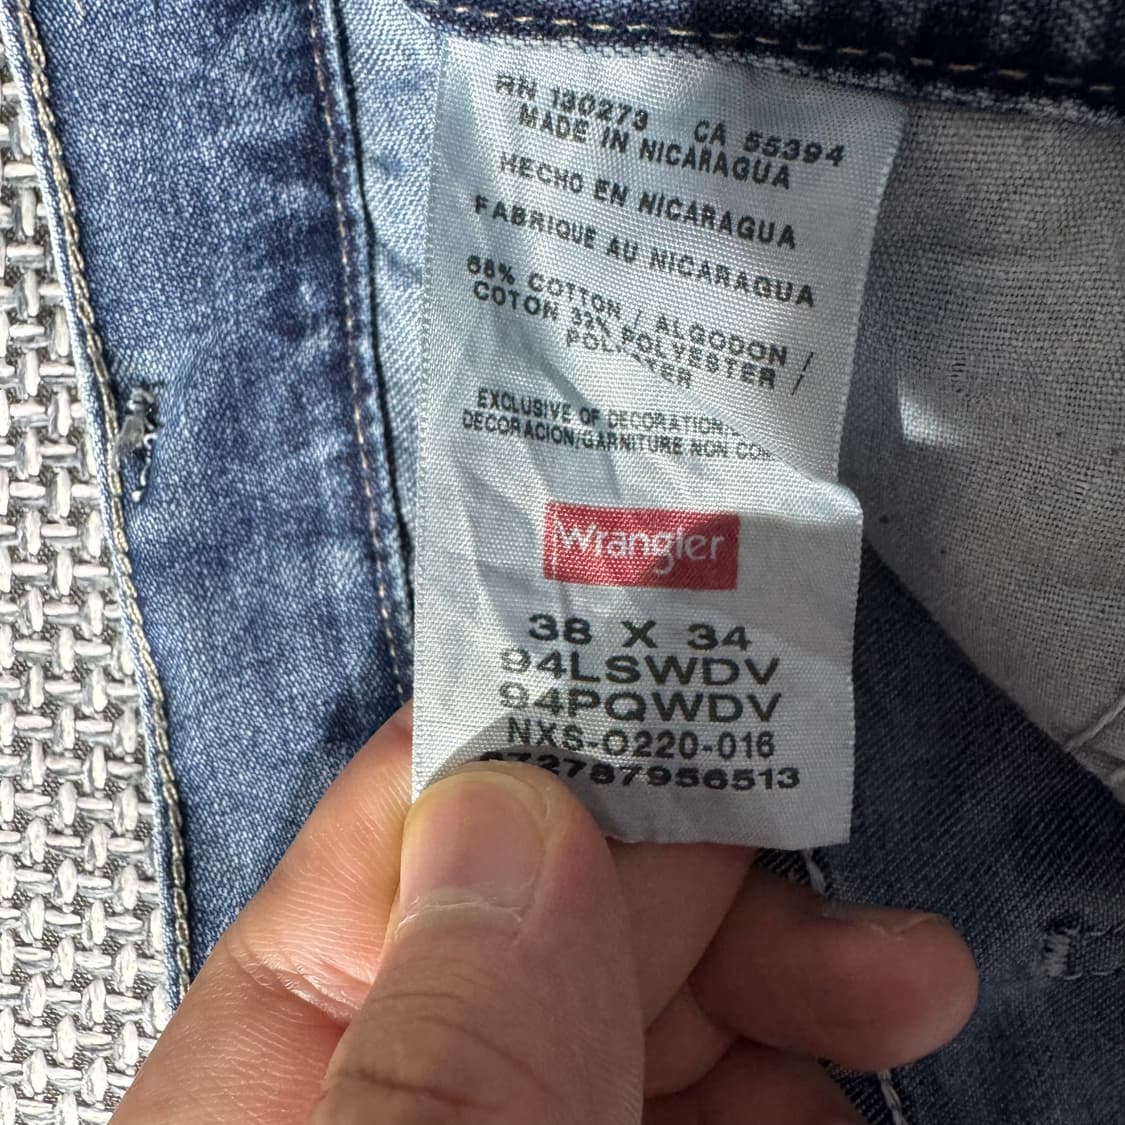 RN 130273 CA 55394
MADE IN NICARAGUA
HECHO EN NICARAGUA
FABRIQUE AU NICARAGUA
68% COTTON / ALGODON /
COTON 32% POLYESTER /
EXCLUSIVE OF DECORATION
DECORACION/GARNITURE NON
Wrangler
38 X 34
94LSWDV
94PQWDV
NXS-0220-016